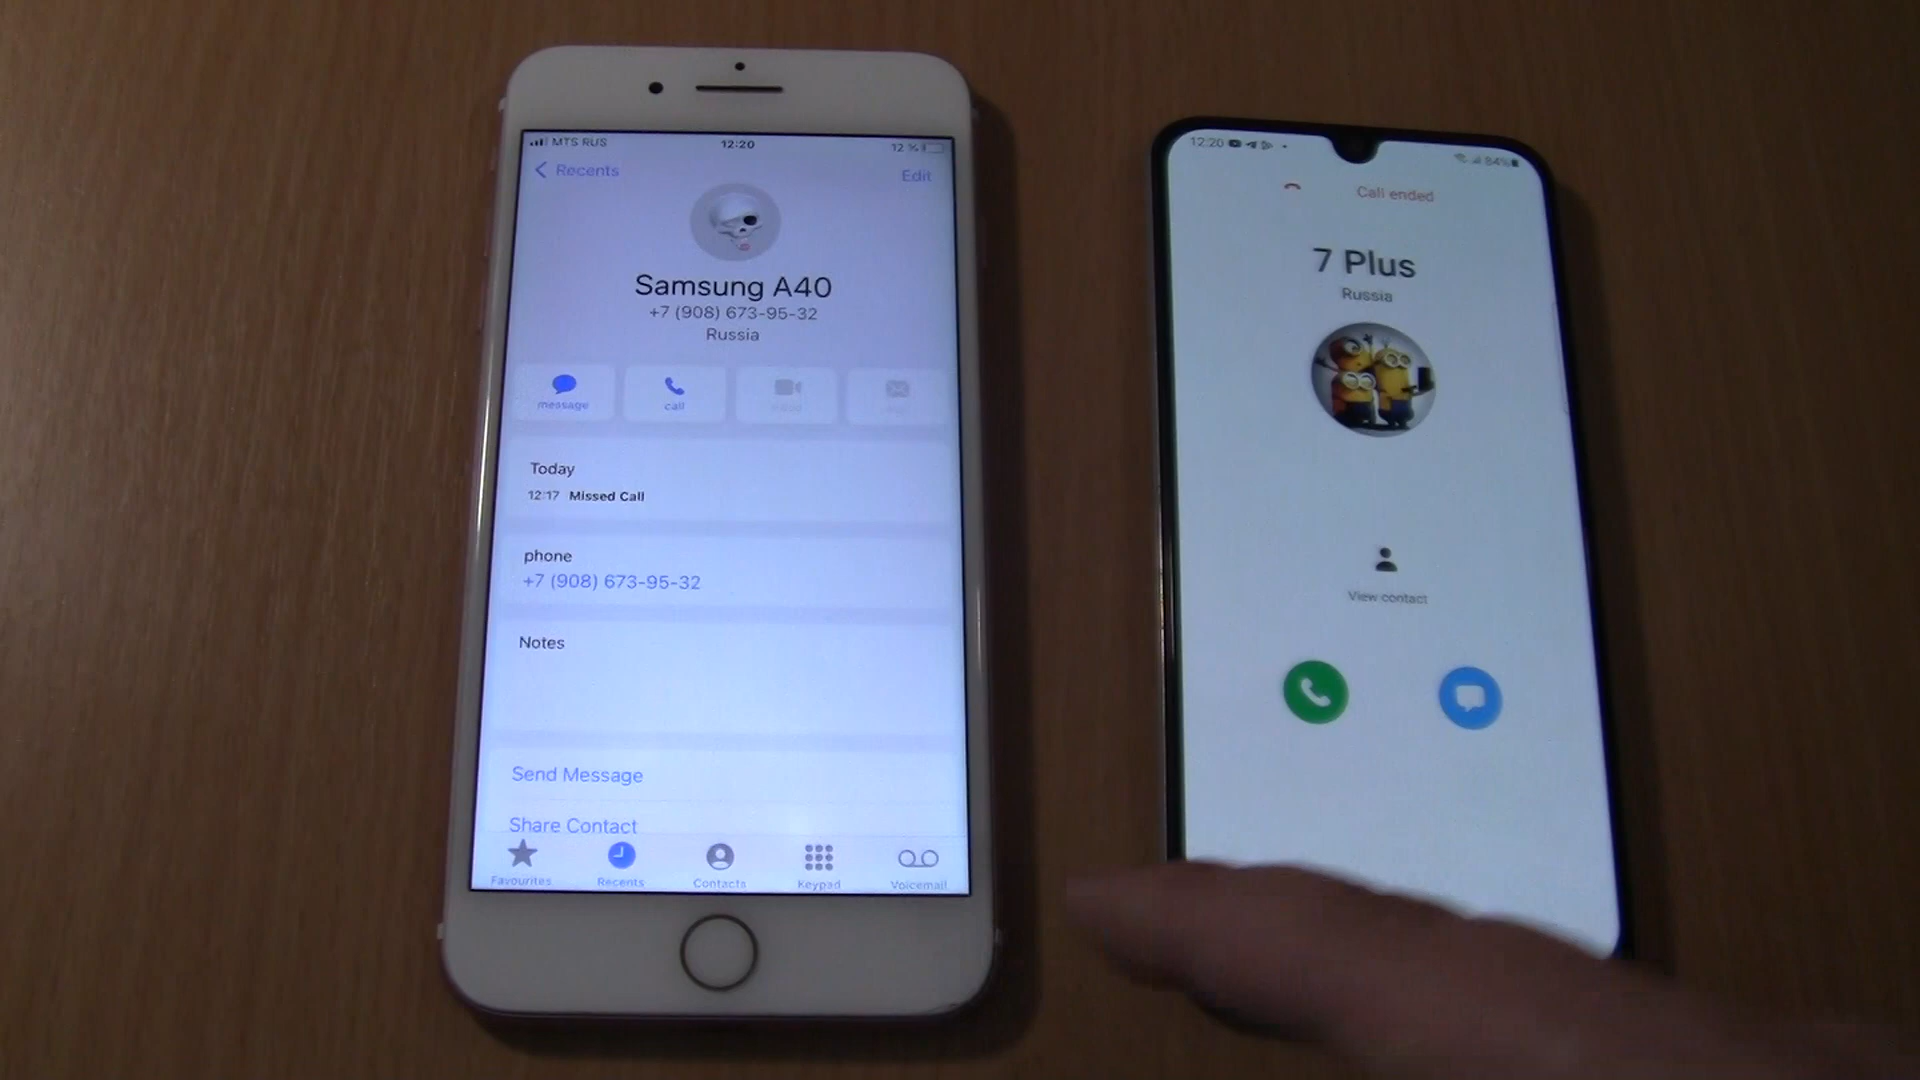 MTS RUS
12:20
12 %
Recents
Edit
Samsung A40
+7 (908) 673-95-32
Russia
message
call
Today
12:17 Missed Call
phone
+7 (908) 673-95-32
Notes
Send Message
Share Contact
Favourites
Recents
Contacts
Keypad
Voicemail
12:20
84%
Call ended
7 Plus
Russia
View contact